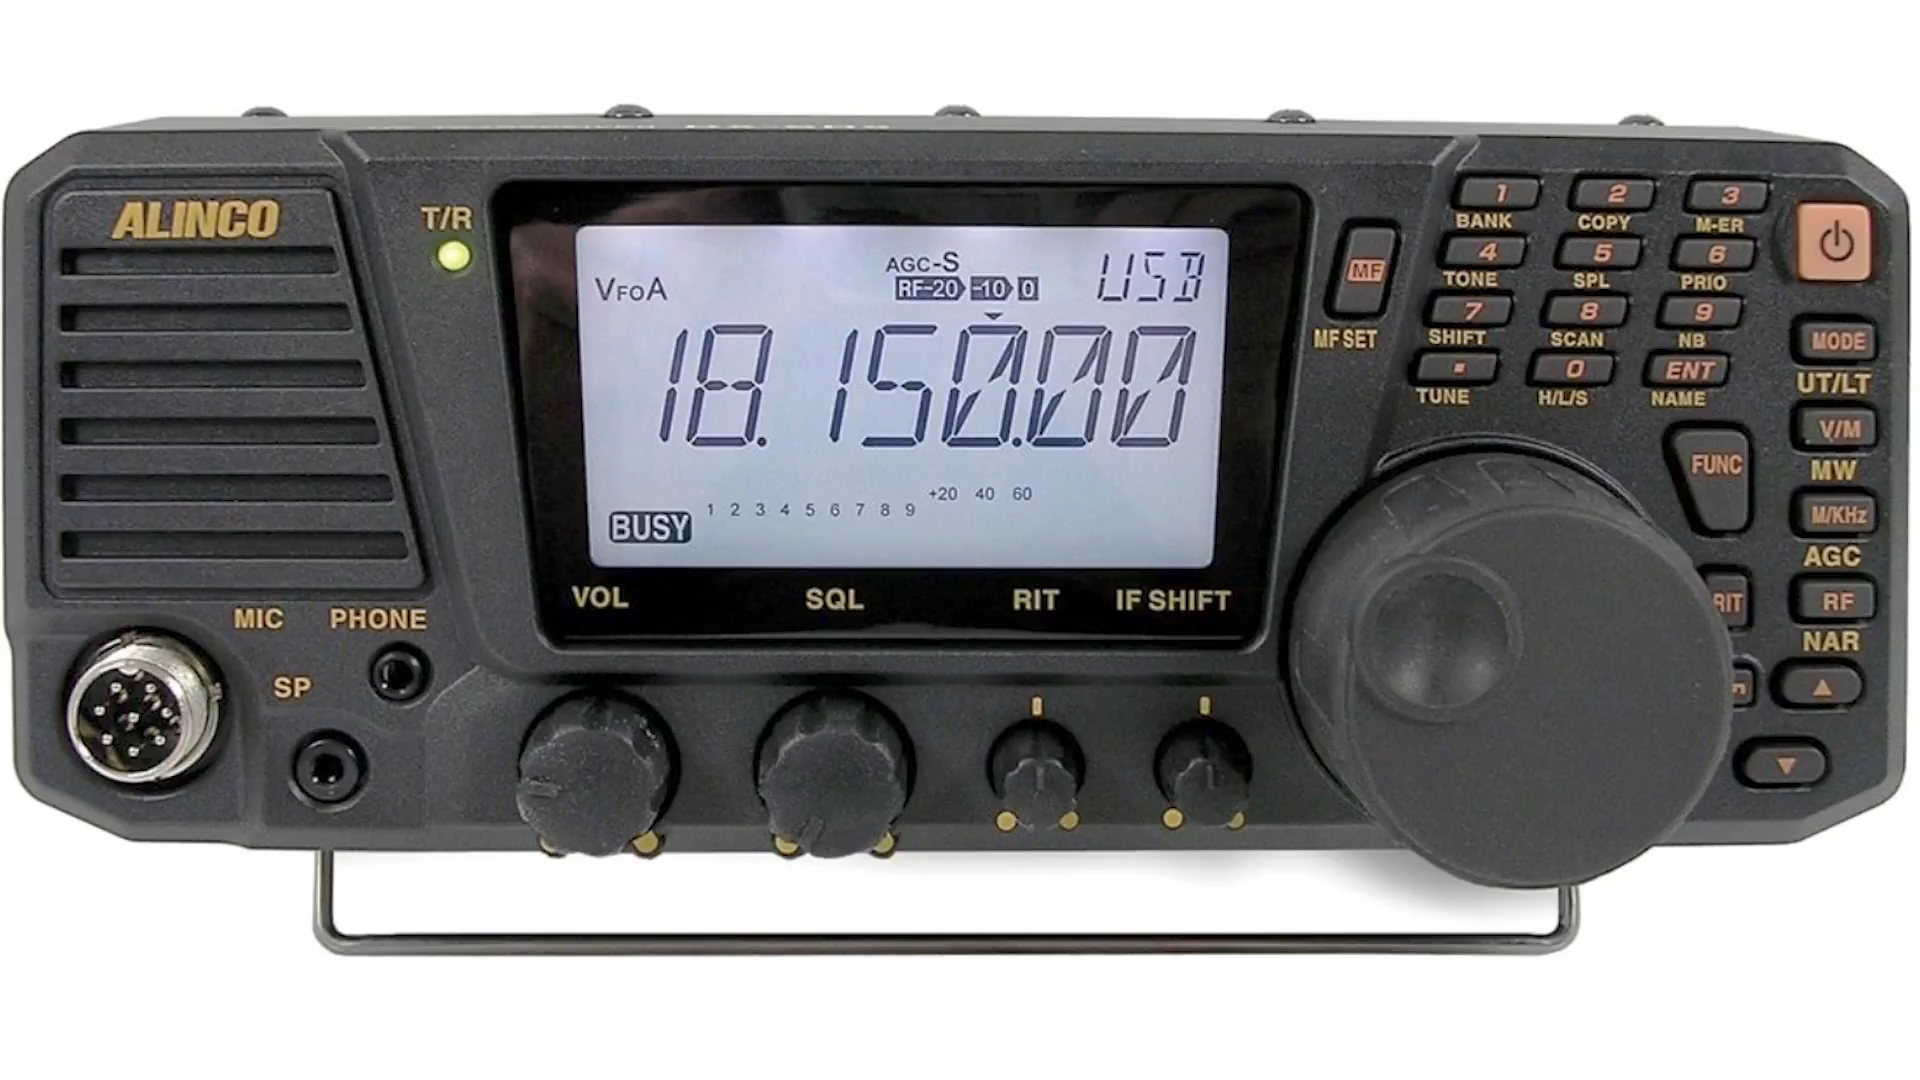 ALINCO
T/R
VFOA
AGC-S
RF-20 -10 0
USB
18.150.00
BUSY
1 2 3 4 5 6 7 8 9 +20 40 60
VOL SQL RIT IF SHIFT
MIC PHONE
SP
MF
MF SET
1 2 3
BANK COPY M-ER
4 5 6
TONE SPL PRIO
7 8 9
SHIFT SCAN NB
. 0 ENT
TUNE H/L/S NAME
MODE
UT/LT
FUNC
V/M
MW
M/KHz
AGC
RIT
RF
NAR